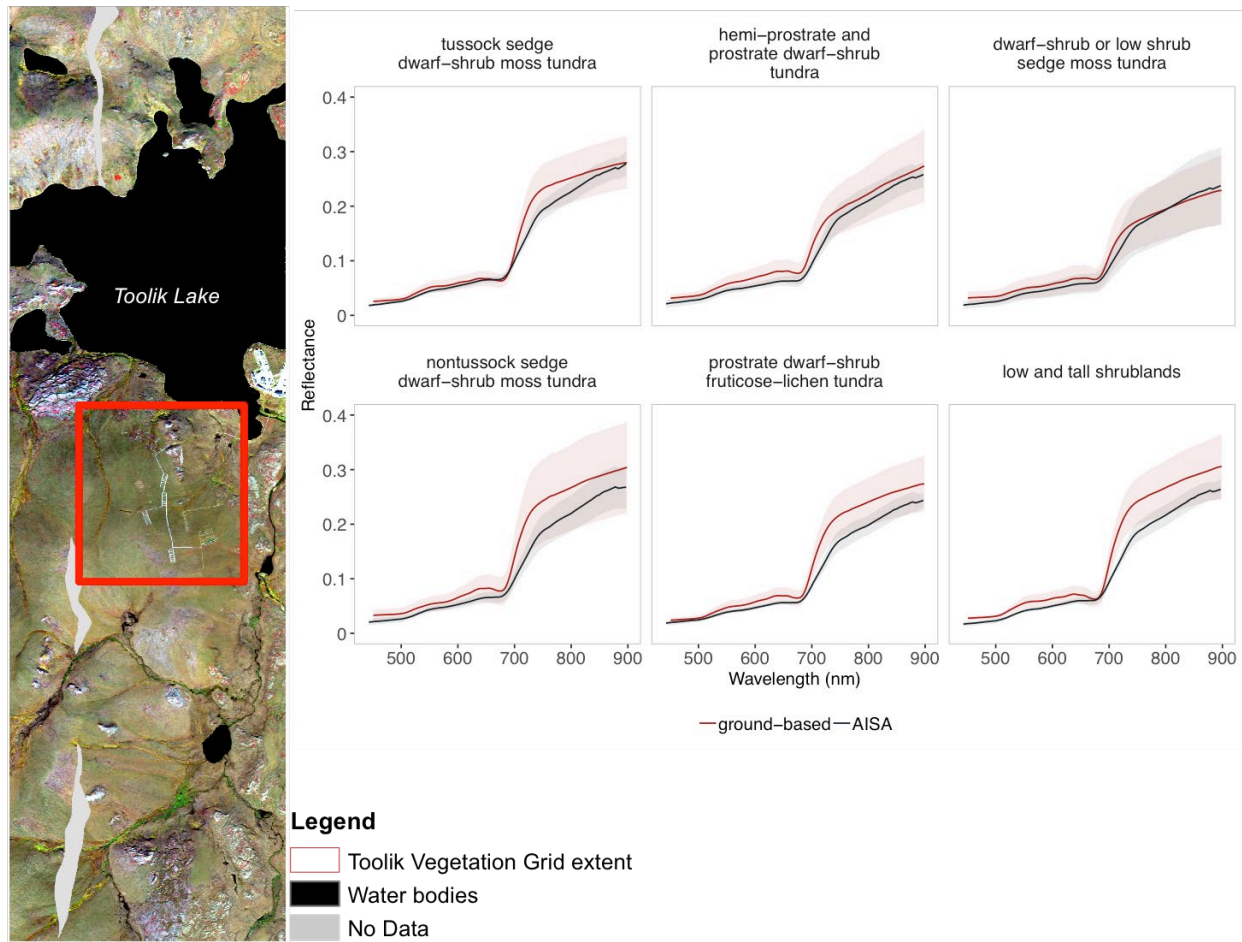 Toolik Lake
tussock sedge
dwarf−shrub moss tundra
hemi−prostrate and
prostrate dwarf−shrub
tundra
dwarf−shrub or low shrub
sedge moss tundra
0.4
0.3
0.2
0.1
0
Reflectance
nontussock sedge
dwarf−shrub moss tundra
prostrate dwarf−shrub
fruticose−lichen tundra
low and tall shrublands
0.4
0.3
0.2
0.1
0
500 600 700 800 900
500 600 700 800 900
500 600 700 800 900
Wavelength (nm)
ground−based AISA
Legend
Toolik Vegetation Grid extent
Water bodies
No Data